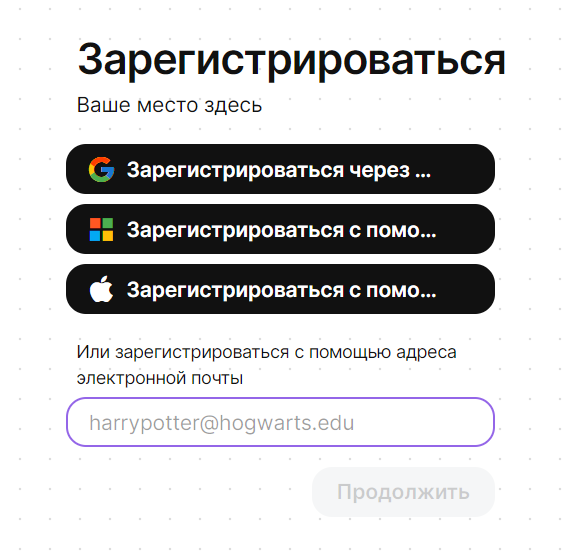 Зарегистрироваться
Ваше место здесь
Зарегистрироваться через ...
Зарегистрироваться с помо...
Зарегистрироваться с помо...
Или зарегистрироваться с помощью адреса
электронной почты
harrypotter@hogwarts.edu
Продолжить